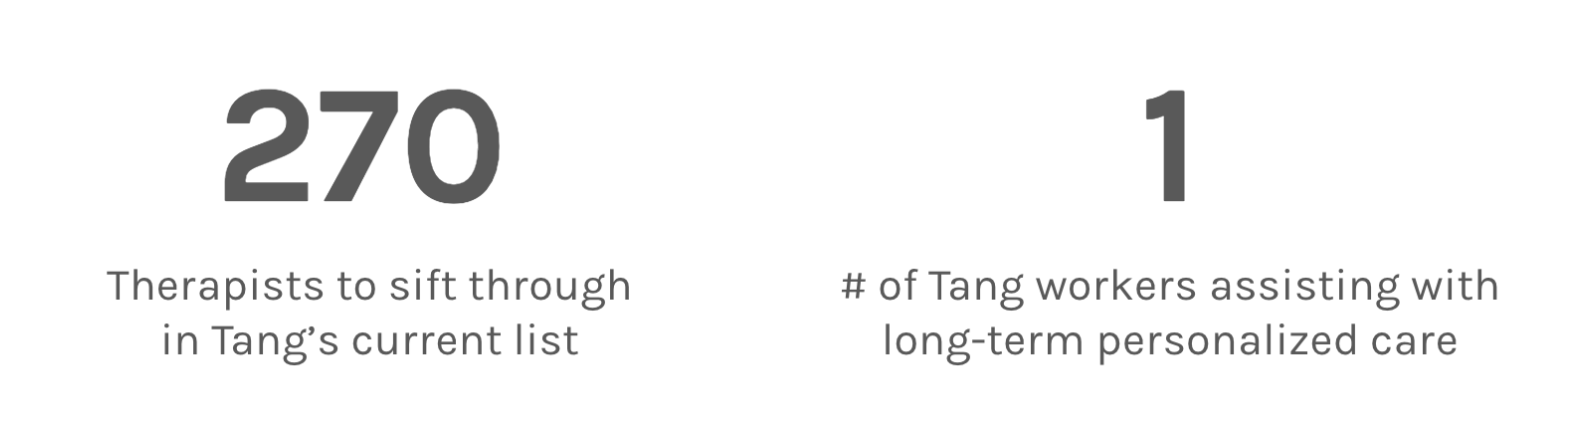 270
Therapists to sift through
in Tang’s current list
1
# of Tang workers assisting with
long-term personalized care